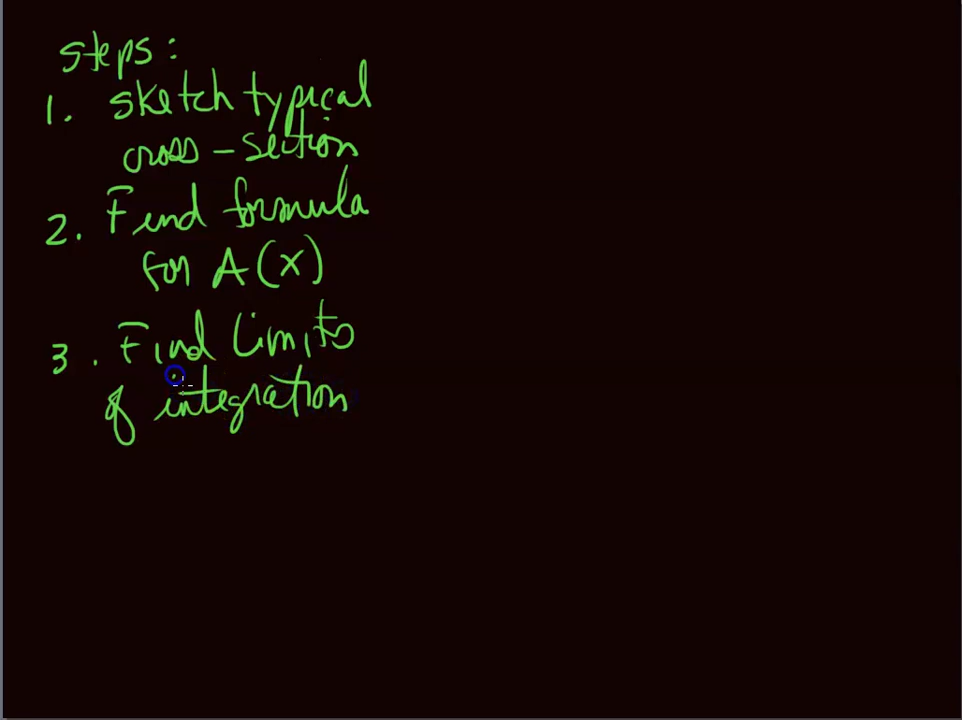 steps:
1. sketch typical
cross-section
2. Find formula
for A(x)
3. Find limits
of integration